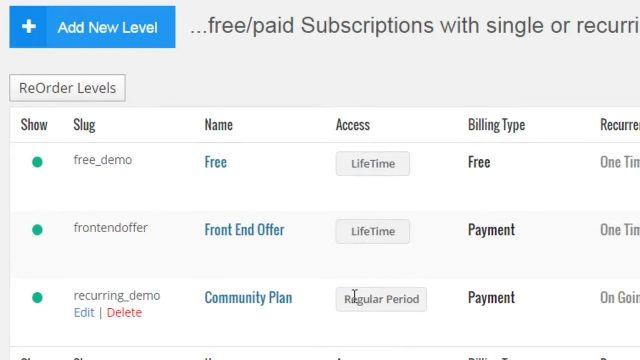 + Add New Level ...free/paid Subscriptions with single or recurri
ReOrder Levels
Show Slug Name Access Billing Type Recurre
free_demo Free LifeTime Free One Tim
frontendoffer Front End Offer LifeTime Payment One Tim
recurring_demo Community Plan Regular Period Payment On Goin
Edit | Delete